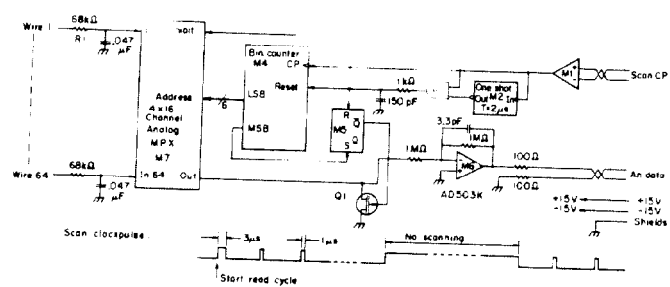 Wire 1
68kΩ
R1
.047
µF
Address
4×16
Channel
Analog
MPX
M7
Wire 64
68kΩ
.047
µF
In 64
Out
6
Bin counter
M4
CP
LSB
Reset
MSB
1kΩ
150 pF
R
Q
M5
Q
S
One
shot
M2
Out
In
T=2µs
M1
Scan CP
3.3pF
1MΩ
1MΩ
AD503K
100Ω
100Ω
An data
Q1
+15V
+15V
-15V
-15V
Shields
Scan clockpulse
3µs
1µs
No scanning
Start read cycle